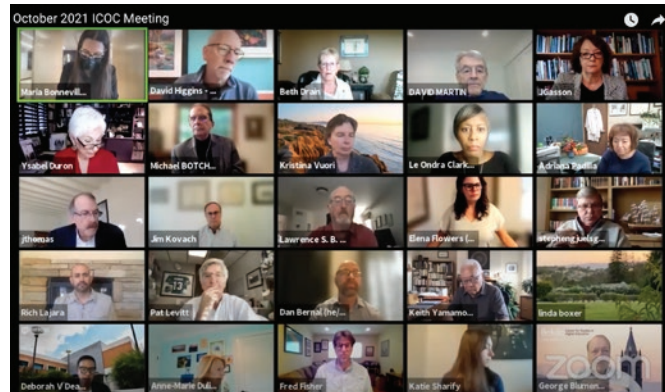 October 2021 ICOC Meeting
Maria Bonnevill...
David Higgins - ...
Beth Drain
DAVID MARTIN
JGasson
Ysabel Duron
Michael BOTCH...
Kristina Vuori
Le Ondra Clark...
Adriana Padilla
jthomas
Jim Kovach
Lawrence S. B. ...
Elena Flowers (...
stephen juelsg...
Rich Lajara
Pat Levitt
13
Dan Bernal (he/...
Keith Yamamo...
linda boxer
Deborah V Dea...
Anne-Marie Duli...
Fred Fisher
Katie Sharify
George Blumen...
zoom